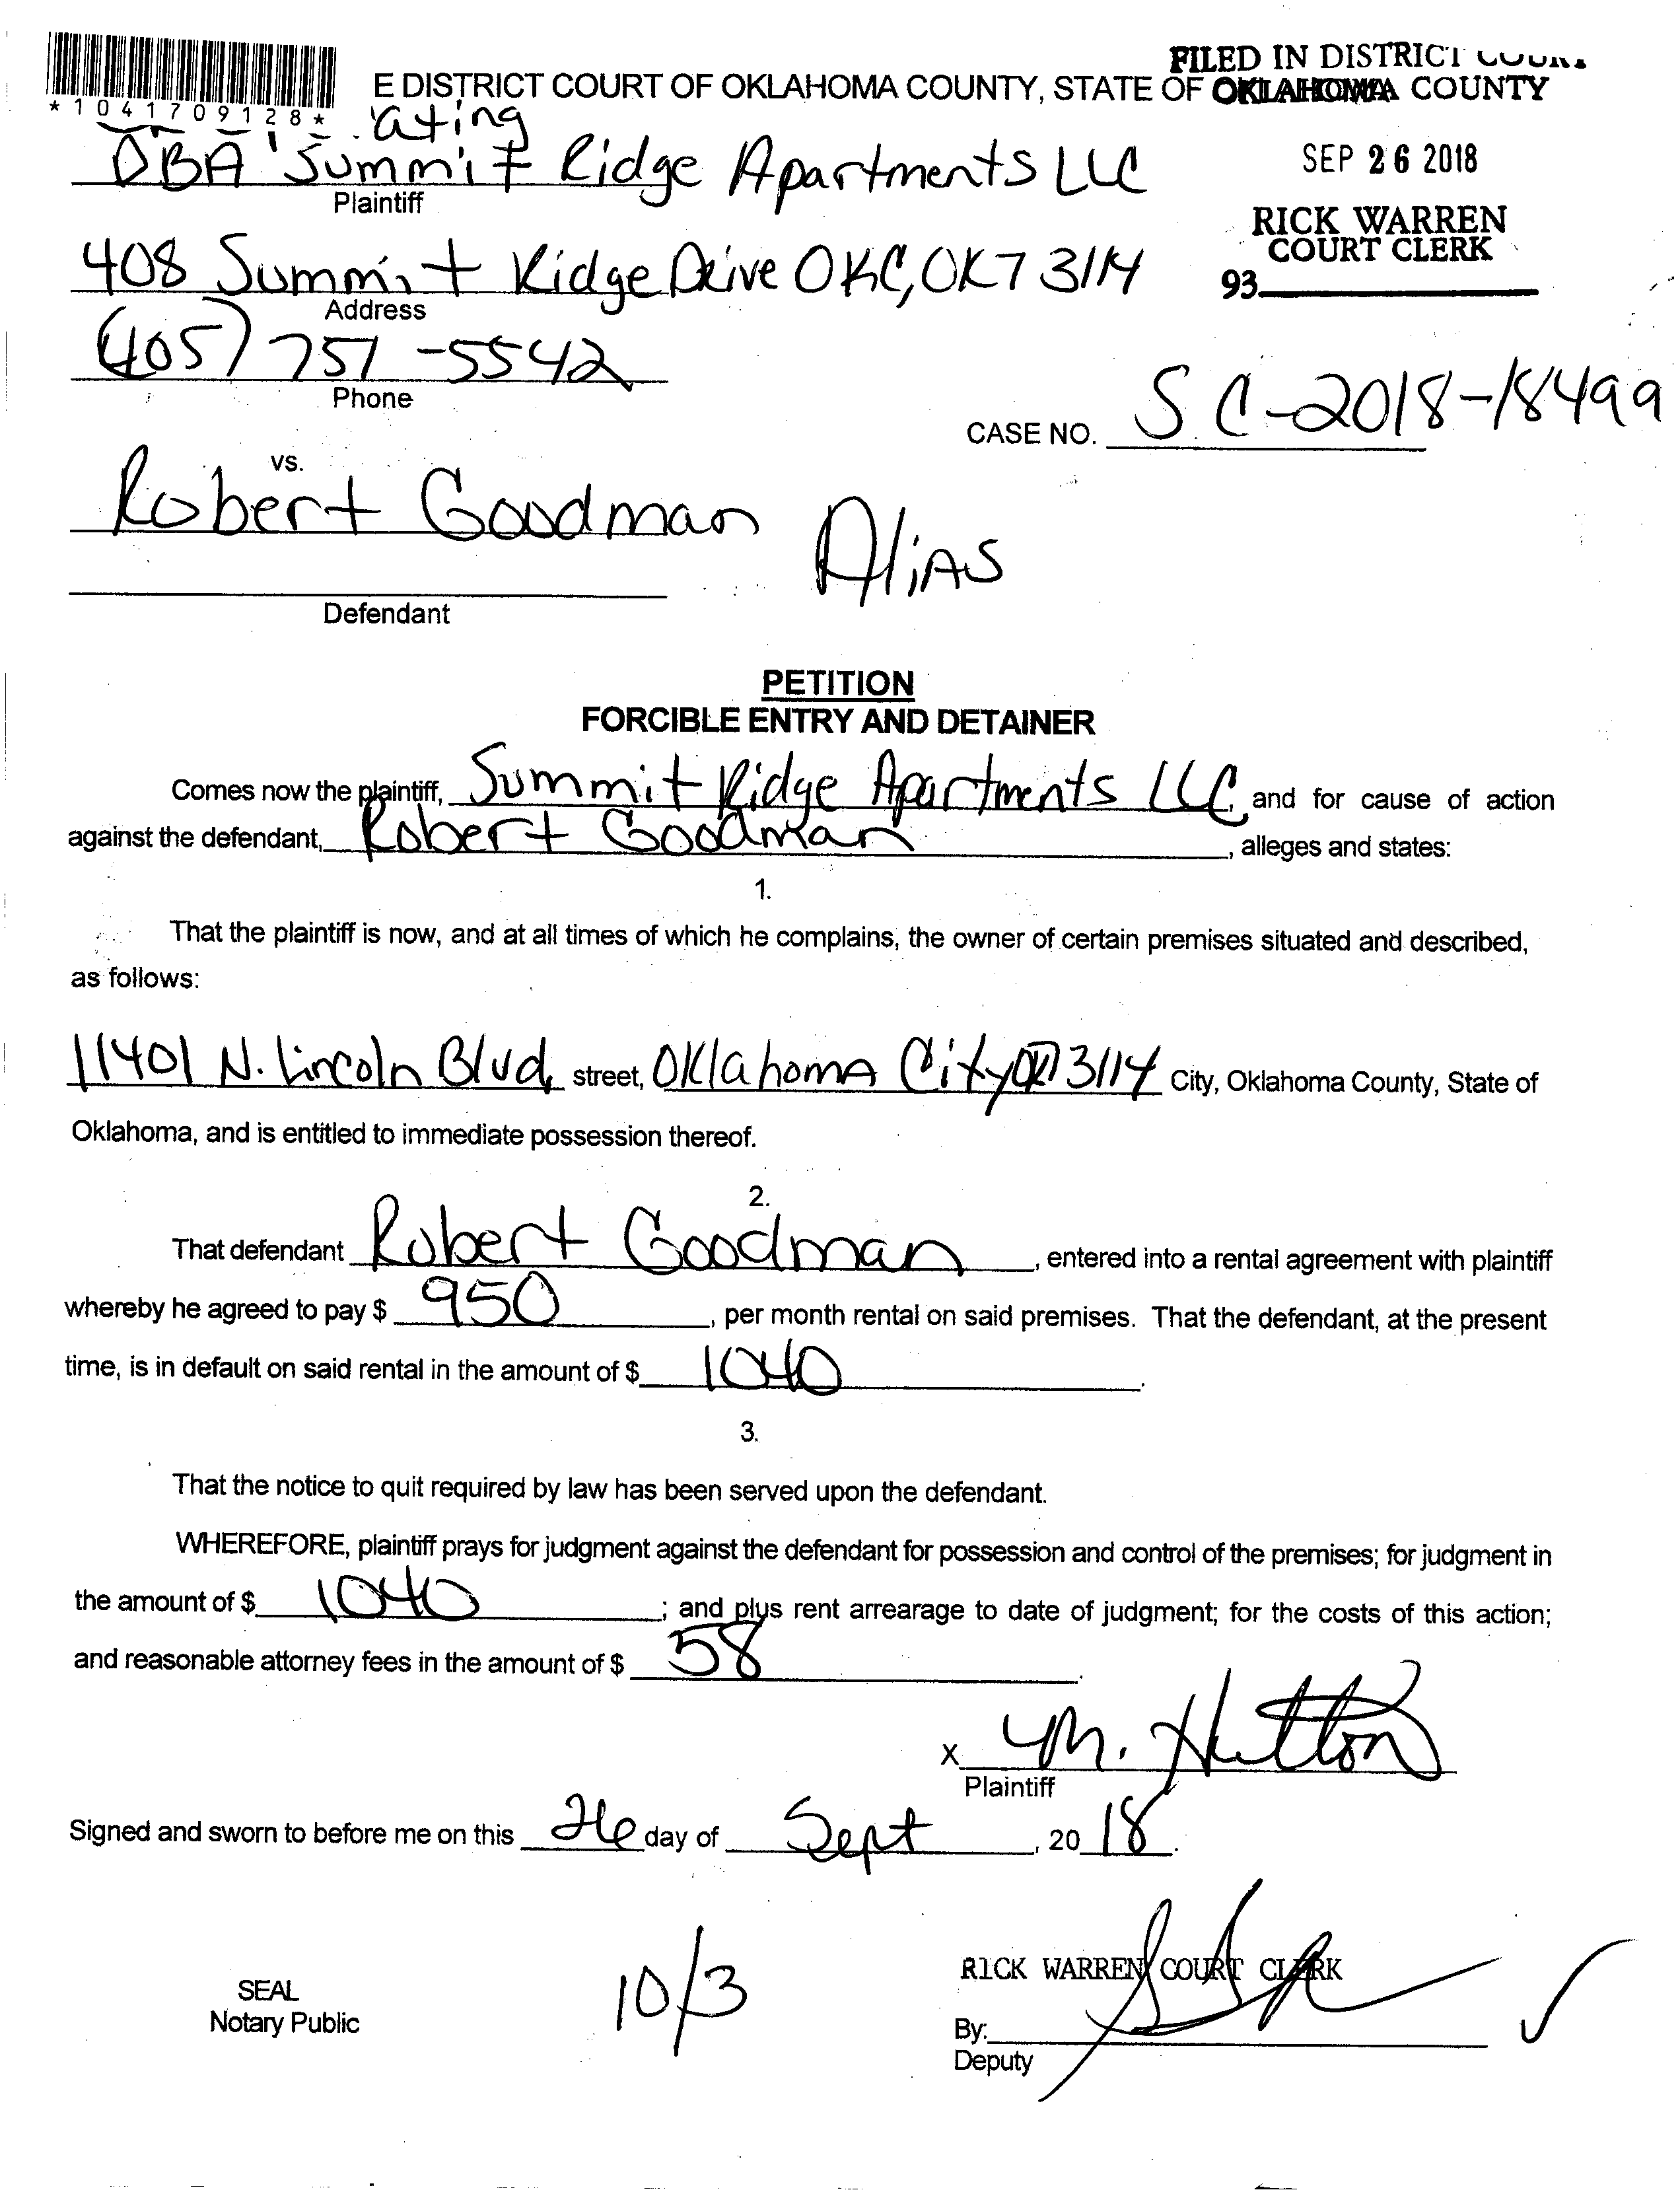 FILED IN DISTRICT COURT
E DISTRICT COURT OF OKLAHOMA COUNTY, STATE OF OKLAHOMA COUNTY
*1041709128*
ating
DBA Summit Ridge Apartments LLC
SEP 26 2018
Plaintiff
RICK WARREN
COURT CLERK
408 Summit Ridge Drive OKC, OK 73114
93
Address
(405) 751-5542
Phone
CASE NO. SC-2018-18499
vs.
Robert Goodman
Alias
Defendant
PETITION
FORCIBLE ENTRY AND DETAINER
Comes now the plaintiff, Summit Ridge Apartments LLC, and for cause of action
against the defendant, Robert Goodman, alleges and states:
1.
That the plaintiff is now, and at all times of which he complains, the owner of certain premises situated and described,
as follows:
11401 N. Lincoln Blvd, street, Oklahoma City OK 73114 City, Oklahoma County, State of
Oklahoma, and is entitled to immediate possession thereof.
2.
That defendant Robert Goodman, entered into a rental agreement with plaintiff
whereby he agreed to pay $ 950, per month rental on said premises. That the defendant, at the present
time, is in default on said rental in the amount of $ 1040.
3.
That the notice to quit required by law has been served upon the defendant.
WHEREFORE, plaintiff prays for judgment against the defendant for possession and control of the premises; for judgment in
the amount of $ 1040; and plus rent arrearage to date of judgment; for the costs of this action;
and reasonable attorney fees in the amount of $ 58.
X M. Hutton
Plaintiff
Signed and sworn to before me on this 26 day of Sept, 20 18.
10/3
RICK WARREN COURT CLERK
SEAL
Notary Public
By:
Deputy